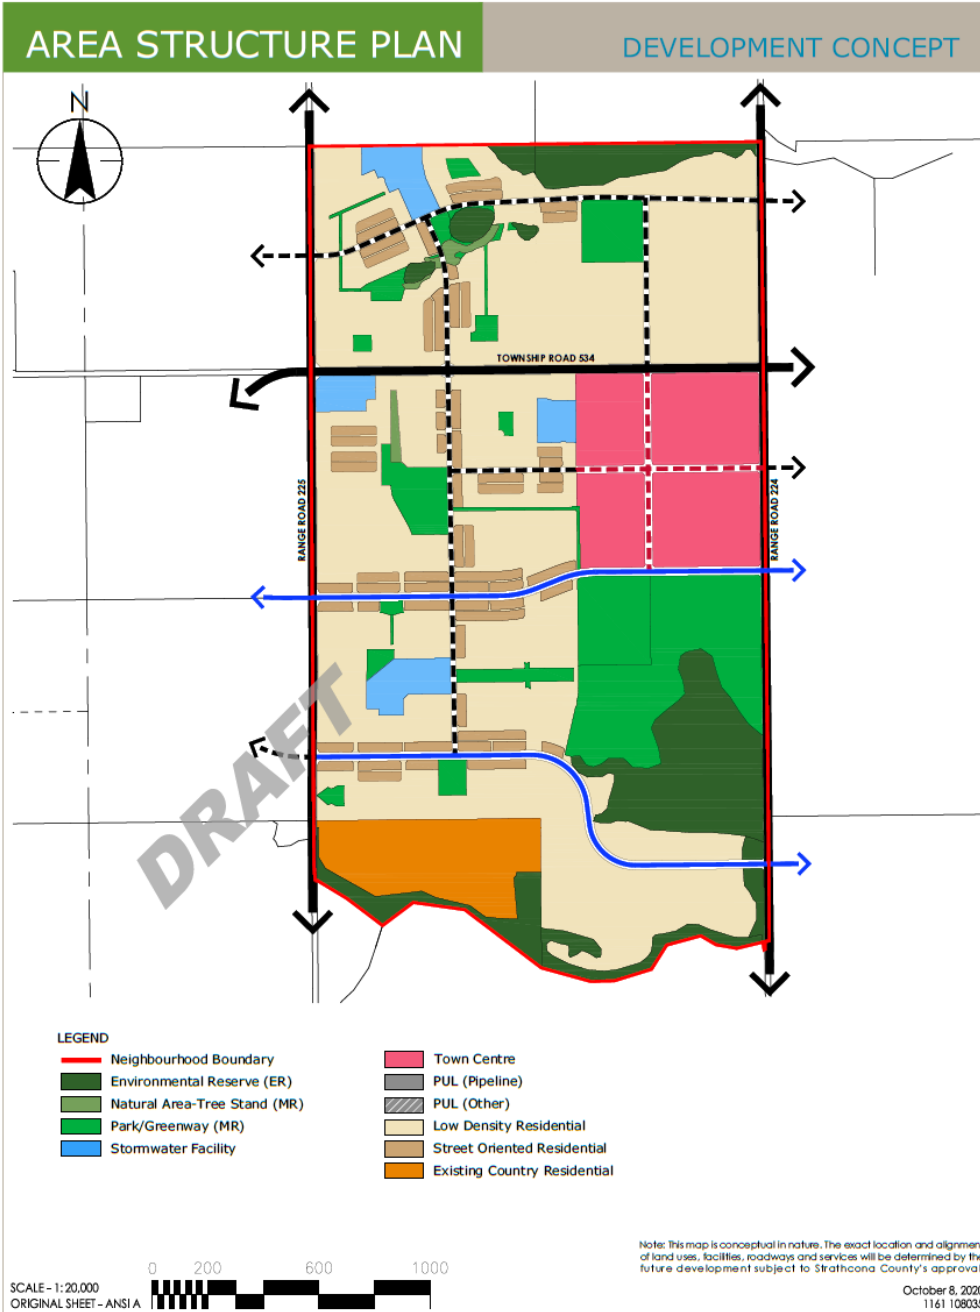 AREA STRUCTURE PLAN
DEVELOPMENT CONCEPT
N
TOWNSHIP ROAD 534
RANGE ROAD 225
RANGE ROAD 224
DRAFT
LEGEND
Neighbourhood Boundary
Environmental Reserve (ER)
Natural Area-Tree Stand (MR)
Park/Greenway (MR)
Stormwater Facility
Town Centre
PUL (Pipeline)
PUL (Other)
Low Density Residential
Street Oriented Residential
Existing Country Residential
0 200 600 1000
SCALE - 1: 20,000
ORIGINAL SHEET - ANSI A
Note: This map is conceptual in nature. The exact location and alignmen
of land uses, facilities, roadways and services will be determined by the
future development subject to Strathcona County's approval
October 8, 2020